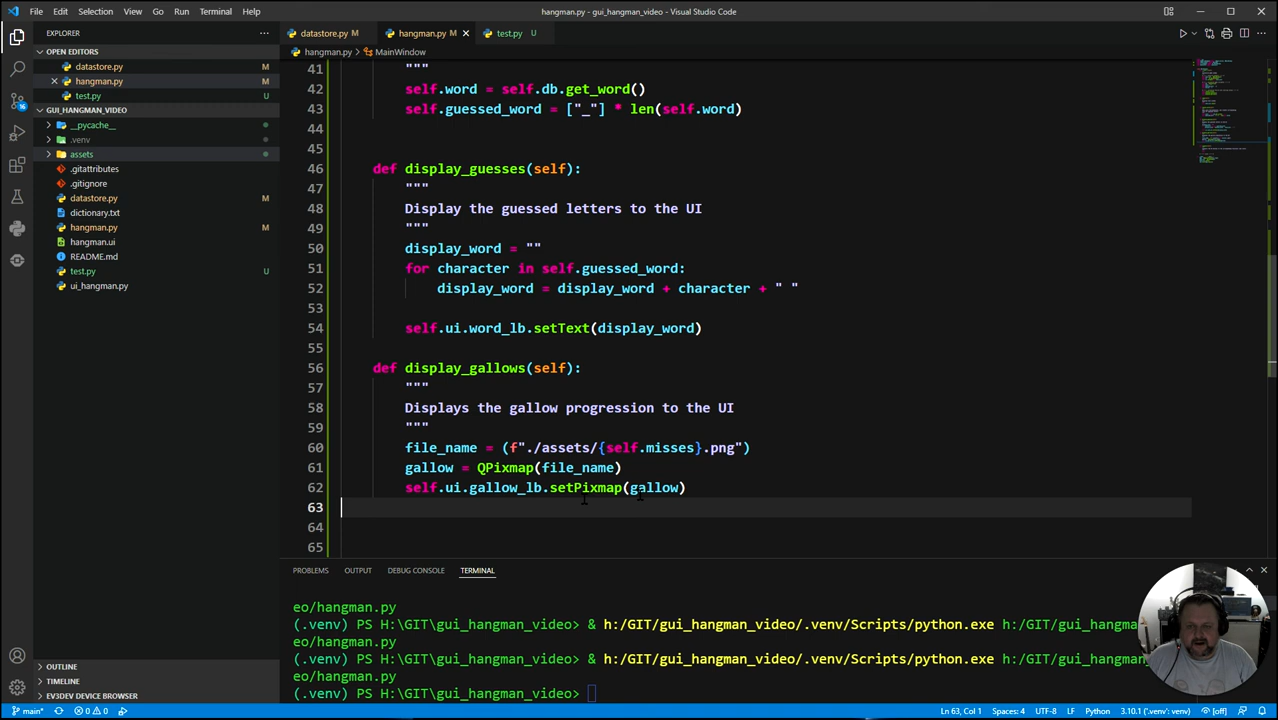 File Edit Selection View Go Run Terminal Help
hangman.py - gui_hangman_video - Visual Studio Code
EXPLORER
OPEN EDITORS
datastore.py M
hangman.py M
test.py U
GUI_HANGMAN_VIDEO
__pycache__
.venv
assets
.gitattributes
.gitignore
datastore.py M
dictionary.txt
hangman.py M
hangman.ui
README.md
test.py U
ui_hangman.py
OUTLINE
TIMELINE
EV3DEV DEVICE BROWSER
datastore.py M hangman.py M test.py U
hangman.py > MainWindow
41 """
42 self.word = self.db.get_word()
43 self.guessed_word = ["_"] * len(self.word)
44
45
46 def display_guesses(self):
47 """
48 Display the guessed letters to the UI
49 """
50 display_word = ""
51 for character in self.guessed_word:
52 display_word = display_word + character + " "
53
54 self.ui.word_lb.setText(display_word)
55
56 def display_gallows(self):
57 """
58 Displays the gallow progression to the UI
59 """
60 file_name = (f"./assets/{self.misses}.png")
61 gallow = QPixmap(file_name)
62 self.ui.gallow_lb.setPixmap(gallow)
63
64
65
PROBLEMS OUTPUT DEBUG CONSOLE TERMINAL
eo/hangman.py
(.venv) PS H:\GIT\gui_hangman_video> & h:/GIT/gui_hangman_video/.venv/Scripts/python.exe h:/GIT/gui_hangman
eo/hangman.py
(.venv) PS H:\GIT\gui_hangman_video> & h:/GIT/gui_hangman_video/.venv/Scripts/python.exe h:/GIT/gui_hangm
eo/hangman.py
(.venv) PS H:\GIT\gui_hangman_video>
main* 0 0 Ln 63, Col 1 Spaces: 4 UTF-8 LF Python 3.10.1 ('.venv': venv) [off]